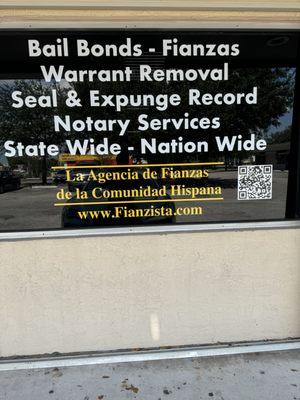 Bail Bonds - Fianzas
Warrant Removal
Seal & Expunge Record
Notary Services
State Wide - Nation Wide
La Agencia de Fianzas
de la Comunidad Hispana
www.Fianzista.com